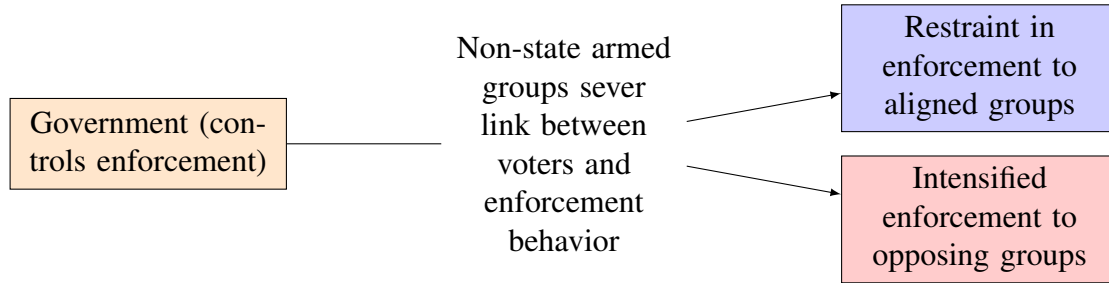 Government (con-
trols enforcement)
Non-state armed
groups sever
link between
voters and
enforcement
behavior
Restraint in
enforcement to
aligned groups
Intensified
enforcement to
opposing groups